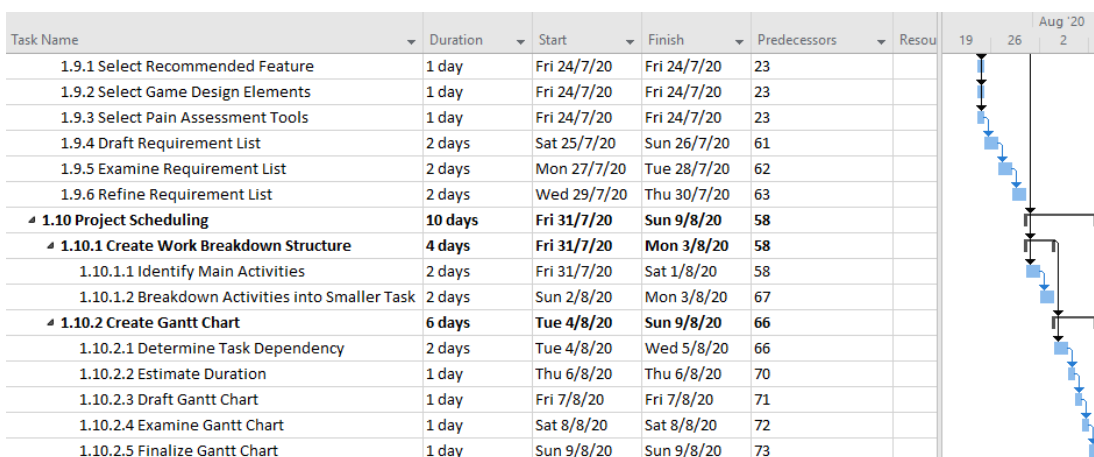 Aug '20
Task Name Duration Start Finish Predecessors Resou 19 26 2
1.9.1 Select Recommended Feature 1 day Fri 24/7/20 Fri 24/7/20 23
1.9.2 Select Game Design Elements 1 day Fri 24/7/20 Fri 24/7/20 23
1.9.3 Select Pain Assessment Tools 1 day Fri 24/7/20 Fri 24/7/20 23
1.9.4 Draft Requirement List 2 days Sat 25/7/20 Sun 26/7/20 61
1.9.5 Examine Requirement List 2 days Mon 27/7/20 Tue 28/7/20 62
1.9.6 Refine Requirement List 2 days Wed 29/7/20 Thu 30/7/20 63
1.10 Project Scheduling 10 days Fri 31/7/20 Sun 9/8/20 58
1.10.1 Create Work Breakdown Structure 4 days Fri 31/7/20 Mon 3/8/20 58
1.10.1.1 Identify Main Activities 2 days Fri 31/7/20 Sat 1/8/20 58
1.10.1.2 Breakdown Activities into Smaller Task 2 days Sun 2/8/20 Mon 3/8/20 67
1.10.2 Create Gantt Chart 6 days Tue 4/8/20 Sun 9/8/20 66
1.10.2.1 Determine Task Dependency 2 days Tue 4/8/20 Wed 5/8/20 66
1.10.2.2 Estimate Duration 1 day Thu 6/8/20 Thu 6/8/20 70
1.10.2.3 Draft Gantt Chart 1 day Fri 7/8/20 Fri 7/8/20 71
1.10.2.4 Examine Gantt Chart 1 day Sat 8/8/20 Sat 8/8/20 72
1.10.2.5 Finalize Gantt Chart 1 day Sun 9/8/20 Sun 9/8/20 73